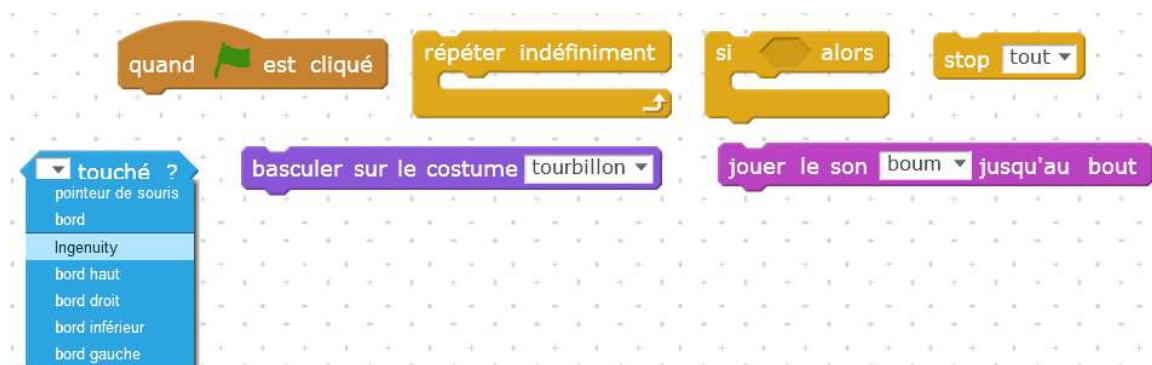 quand est cliqué
répéter indéfiniment
si alors
stop tout
touché ?
pointeur de souris
bord
Ingenuity
bord haut
bord droit
bord inférieur
bord gauche
basculer sur le costume tourbillon
jouer le son boum jusqu'au bout